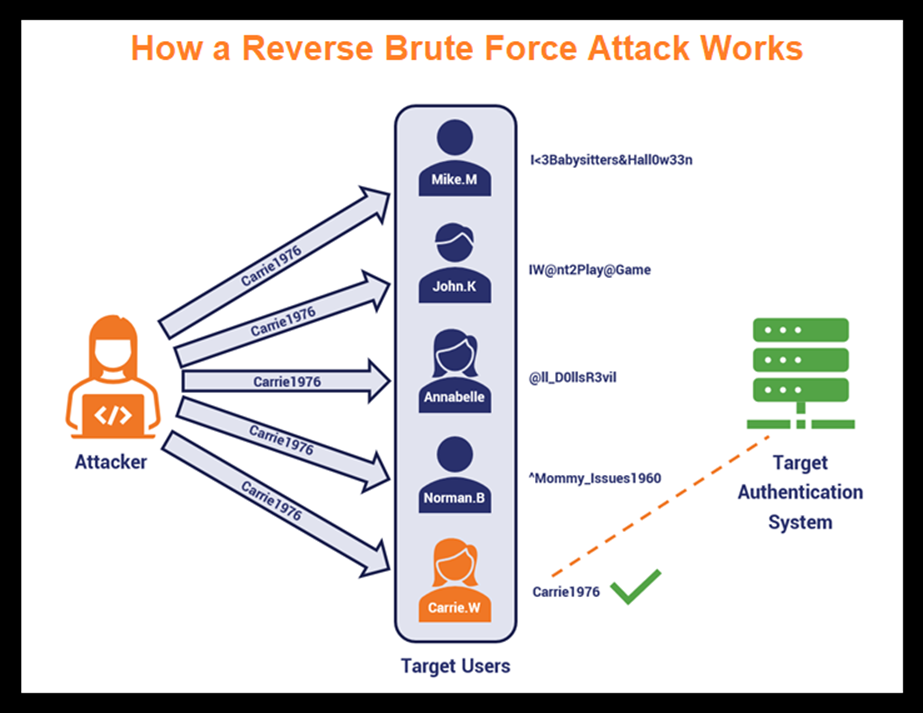 How a Reverse Brute Force Attack Works
Mike.M
I<3Babysitters&Hall0w33n
Carrie1976
John.K
IW@nt2Play@Game
Carrie1976
Annabelle
@ll_D0llsR3vil
Carrie1976
Norman.B
^Mommy_Issues1960
Carrie1976
Carrie.W
Carrie1976
Carrie1976
Attacker
</>
Target Users
Target
Authentication
System